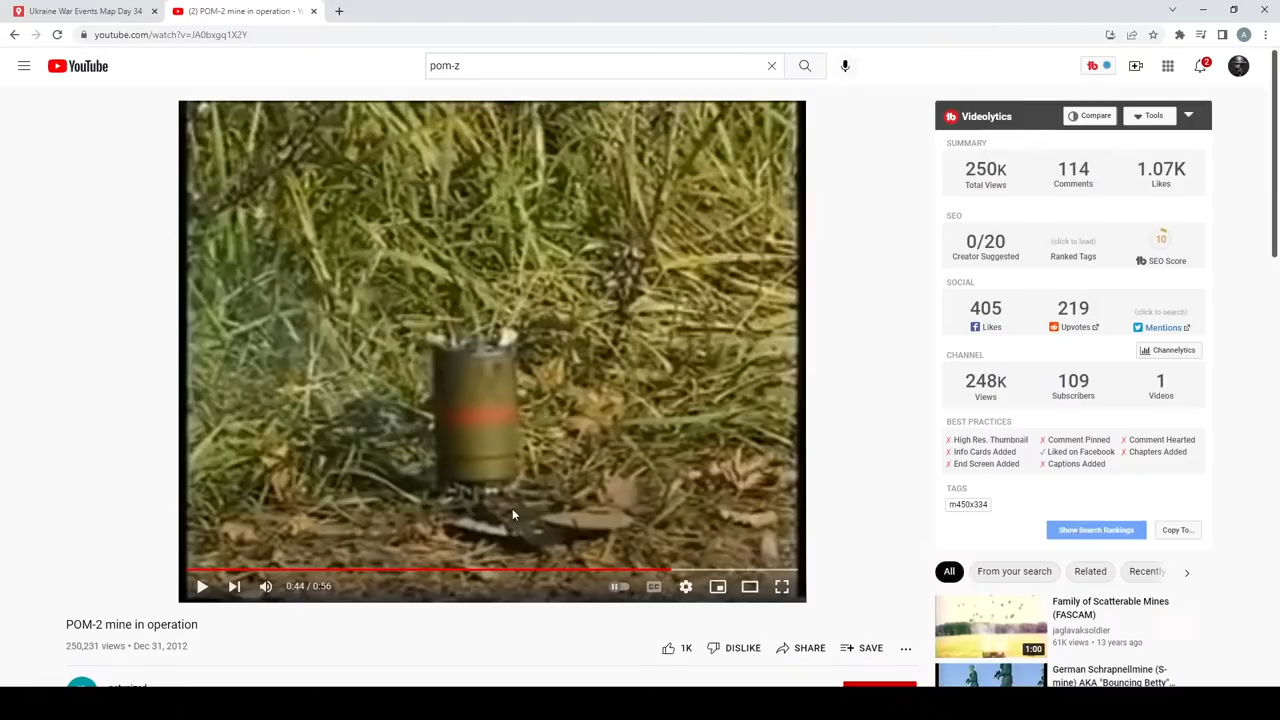 Ukraine War Events Map Day 34
(2) POM-2 mine in operation - Yo
youtube.com/watch?v=JA0bxgq1X2Y
YouTube
pom-z
2
A
Videolytics
Compare
Tools
SUMMARY
250K 114 1.07K
Total Views Comments Likes
SEO
0/20 (click to load) 10
Creator Suggested Ranked Tags SEO Score
SOCIAL
405 219 (click to search)
Likes Upvotes Mentions
CHANNEL Channelytics
248K 109 1
Views Subscribers Videos
BEST PRACTICES
X High Res. Thumbnail X Comment Pinned X Comment Hearted
X Info Cards Added ✓ Liked on Facebook X Chapters Added
X End Screen Added X Captions Added
TAGS
m450x334
Show Search Rankings Copy To...
0:44 / 0:56
CC
POM-2 mine in operation
250,231 views • Dec 31, 2012
1K DISLIKE SHARE SAVE ...
All From your search Related Recently
Family of Scatterable Mines
(FASCAM)
jaglavaksoldier
61K views • 13 years ago
1:00
German Schrapnellmine (S-
mine) AKA "Bouncing Betty"...